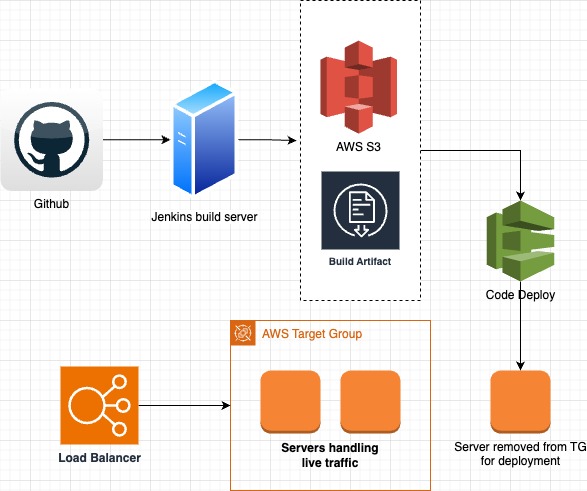 AWS S3
Github
Jenkins build server
Build Artifact
Code Deploy
AWS Target Group
Load Balancer
Servers handling
live traffic
Server removed from TG
for deployment